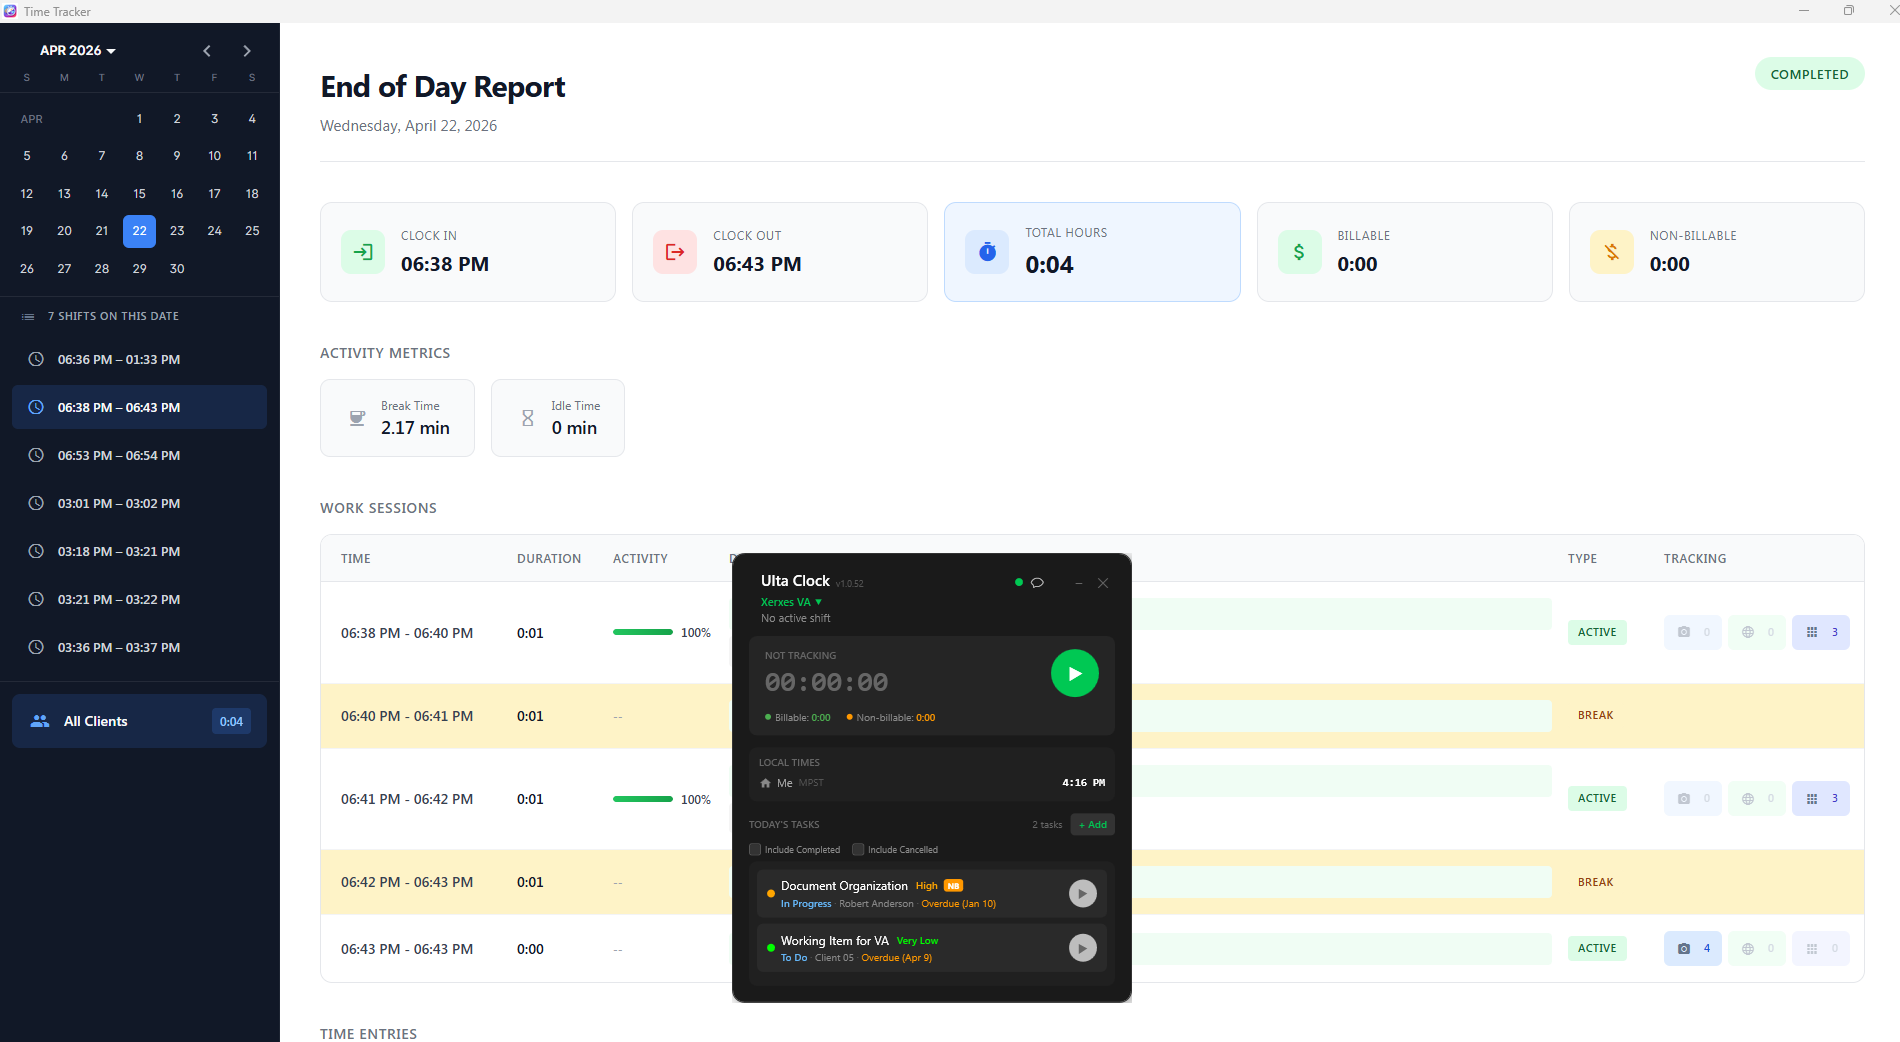 Time Tracker
APR 2026
S M T W T F S
APR 1 2 3 4
5 6 7 8 9 10 11
12 13 14 15 16 17 18
19 20 21 22 23 24 25
26 27 28 29 30
7 SHIFTS ON THIS DATE
06:36 PM – 01:33 PM
06:38 PM – 06:43 PM
06:53 PM – 06:54 PM
03:01 PM – 03:02 PM
03:18 PM – 03:21 PM
03:21 PM – 03:22 PM
03:36 PM – 03:37 PM
All Clients 0:04
End of Day Report
COMPLETED
Wednesday, April 22, 2026
CLOCK IN
06:38 PM
CLOCK OUT
06:43 PM
TOTAL HOURS
0:04
BILLABLE
0:00
NON-BILLABLE
0:00
ACTIVITY METRICS
Break Time
2.17 min
Idle Time
0 min
WORK SESSIONS
TIME DURATION ACTIVITY D TYPE TRACKING
06:38 PM - 06:40 PM 0:01 100% ACTIVE 0 0 3
06:40 PM - 06:41 PM 0:01 -- BREAK
06:41 PM - 06:42 PM 0:01 100% ACTIVE 0 0 3
06:42 PM - 06:43 PM 0:01 -- BREAK
06:43 PM - 06:43 PM 0:00 -- ACTIVE 4 0 0
TIME ENTRIES
Ulta Clock v1.0.52
Xerxes VA ▼
No active shift
NOT TRACKING
00:00:00
Billable: 0:00 Non-billable: 0:00
LOCAL TIMES
Me MPST 4:16 PM
TODAY'S TASKS 2 tasks + Add
Include Completed Include Cancelled
Document Organization High NB
In Progress · Robert Anderson · Overdue (Jan 10)
Working Item for VA Very Low
To Do · Client 05 · Overdue (Apr 9)